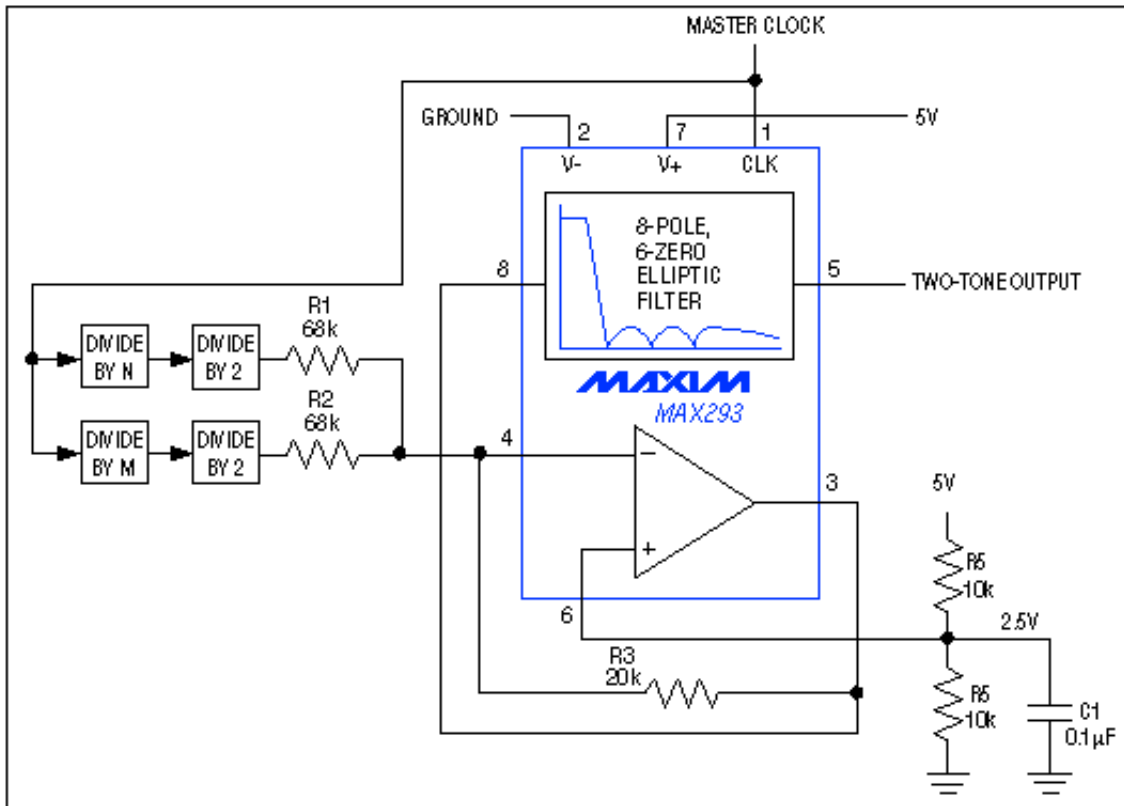 MASTER CLOCK
GROUND
2
7
1
5V
V-
V+
CLK
8-POLE,
6-ZERO
ELLIPTIC
FILTER
8
5
TWO-TONE OUTPUT
R1
68k
DIVIDE
BY N
DIVIDE
BY 2
MAXIM
MAX293
R2
68k
DIVIDE
BY M
DIVIDE
BY 2
4
−
3
+
6
5V
R5
10k
2.5V
R3
20k
R5
10k
C1
0.1µF